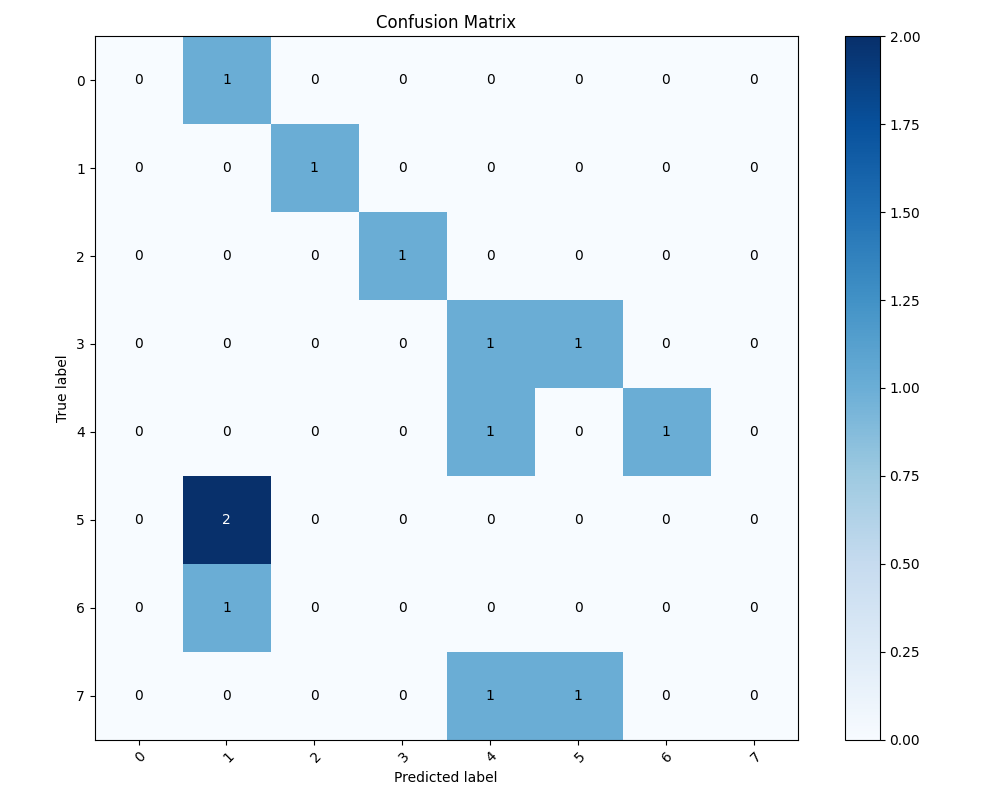 Confusion Matrix
0 0 1 0 0 0 0 0 0
1 0 0 1 0 0 0 0 0
2 0 0 0 1 0 0 0 0
3 0 0 0 0 1 1 0 0
4 0 0 0 0 1 0 1 0
5 0 2 0 0 0 0 0 0
6 0 1 0 0 0 0 0 0
7 0 0 0 0 1 1 0 0
0 1 2 3 4 5 6 7
Predicted label
True label
2.00
1.75
1.50
1.25
1.00
0.75
0.50
0.25
0.00